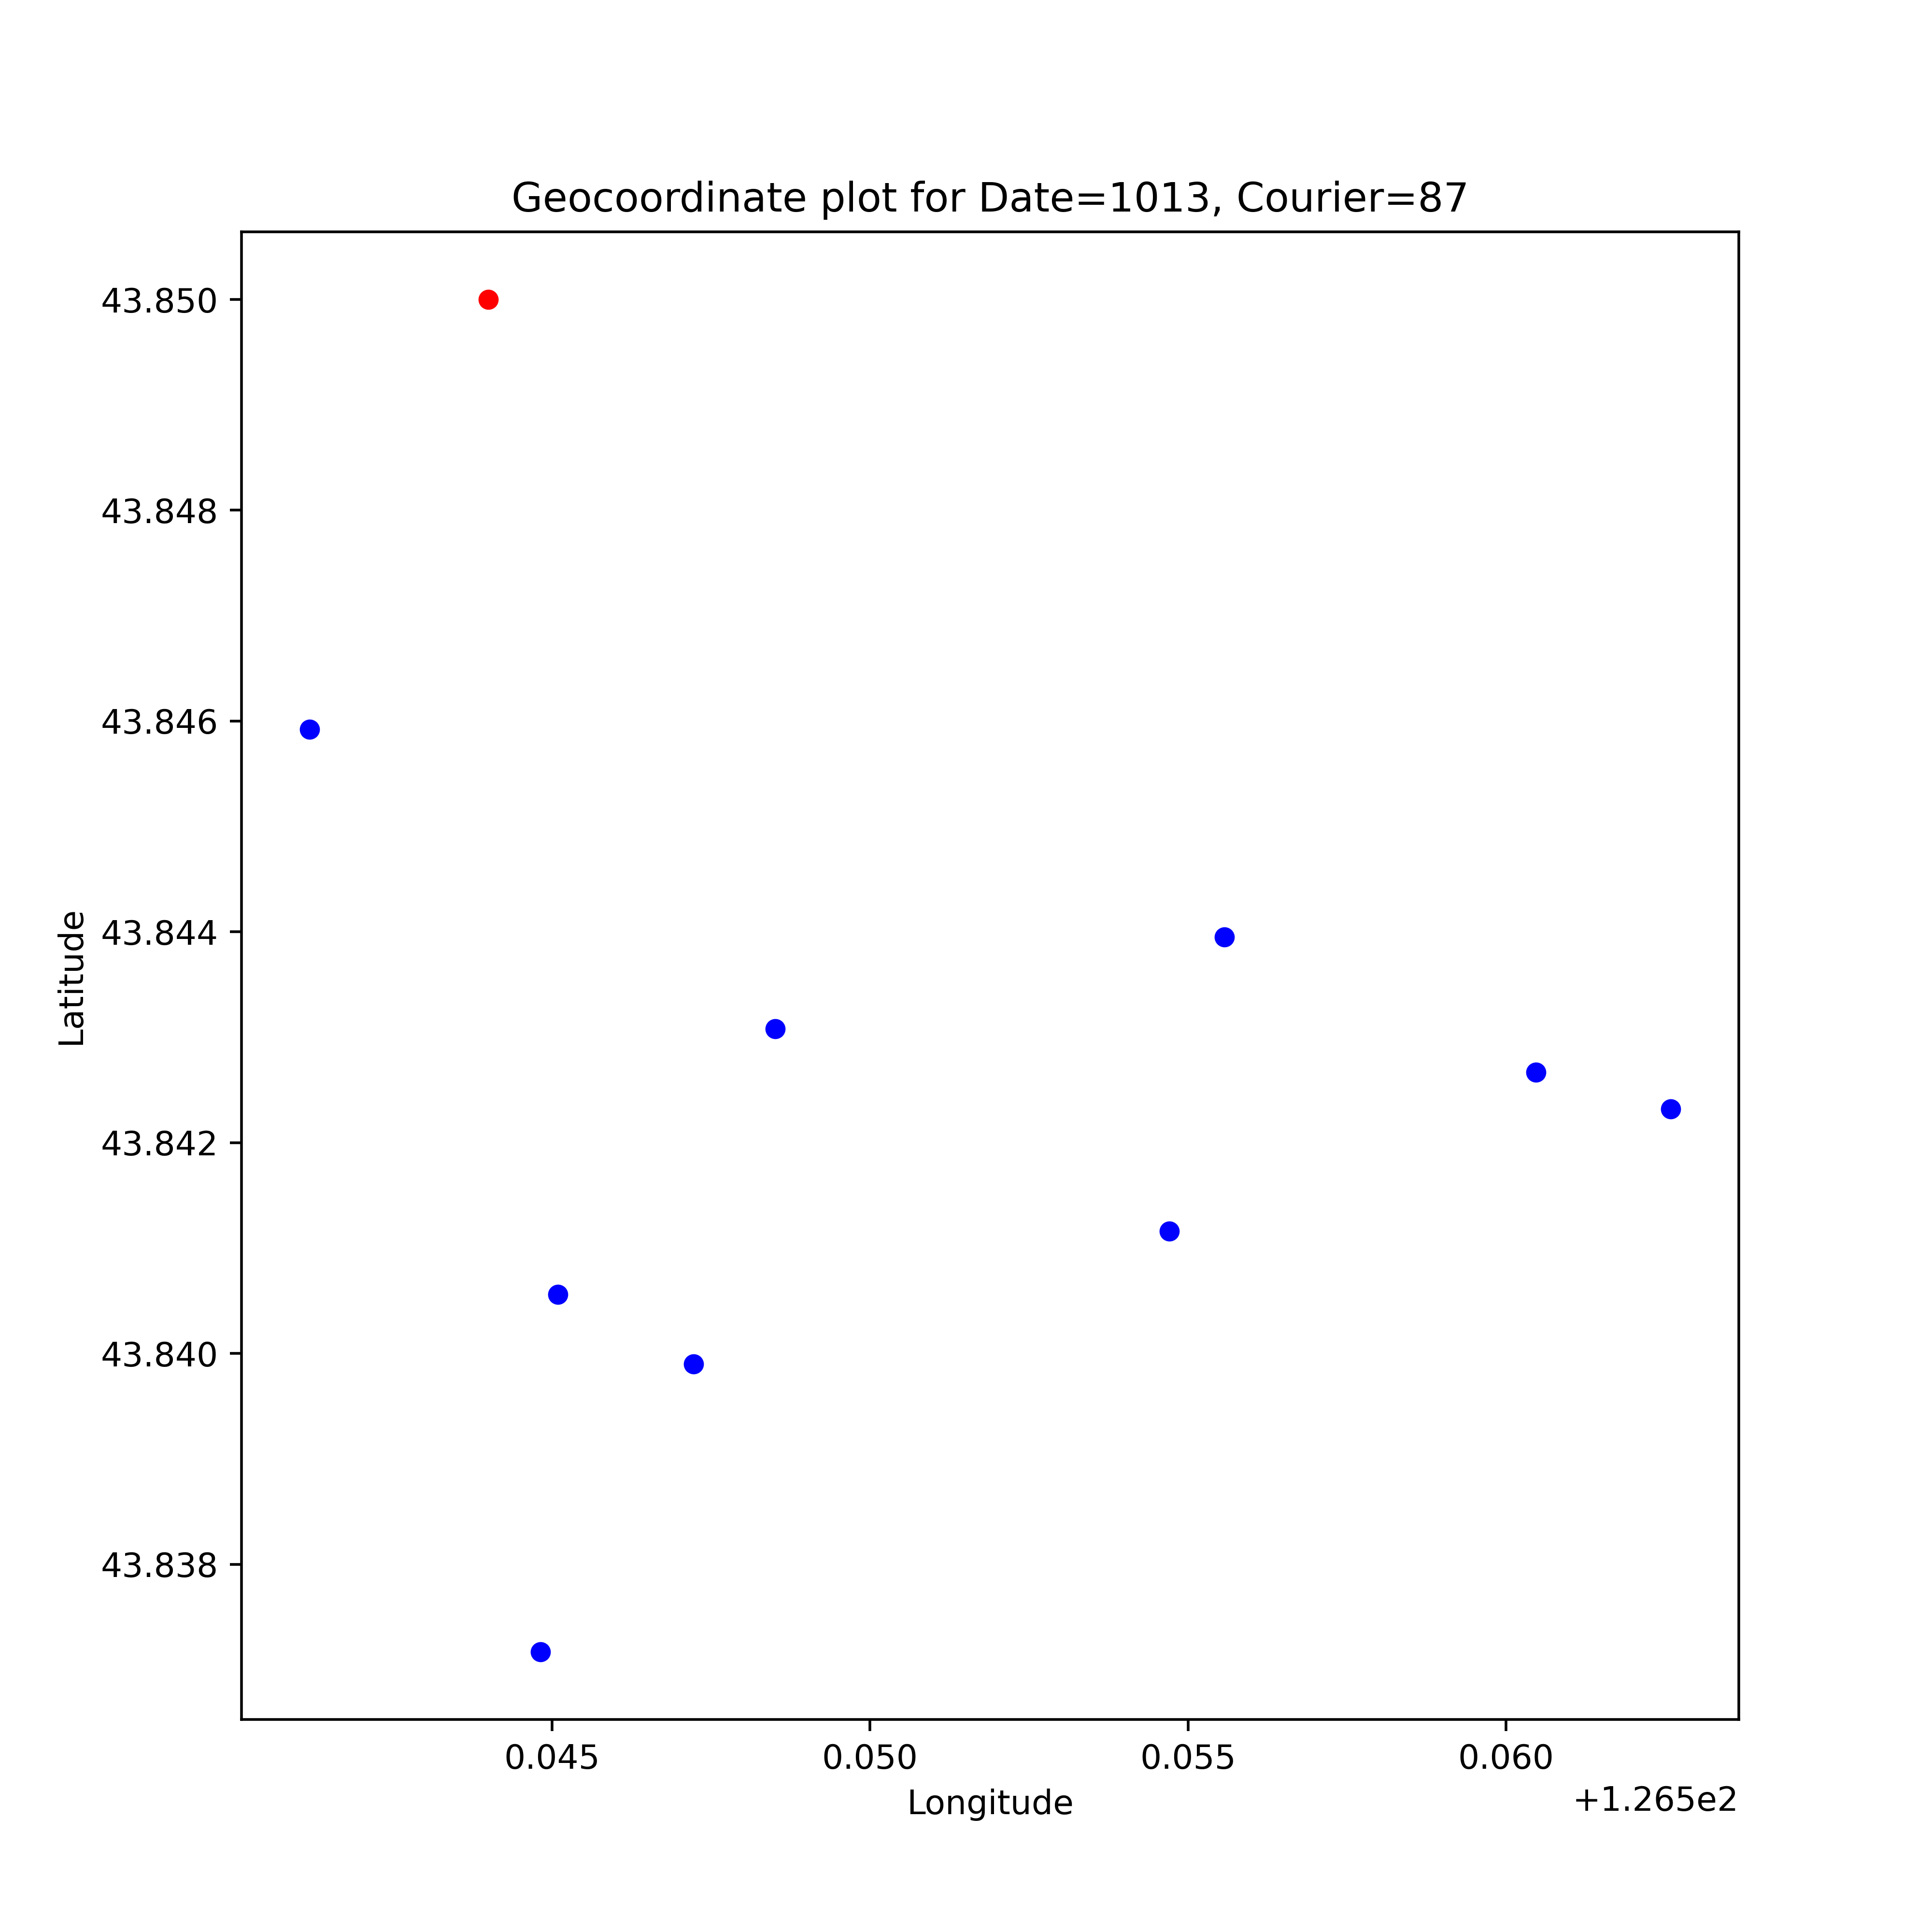 Geocoordinate plot for Date=1013, Courier=87
43.850
43.848
43.846
43.844
43.842
43.840
43.838
Latitude
0.045 0.050 0.055 0.060
Longitude
+1.265e2